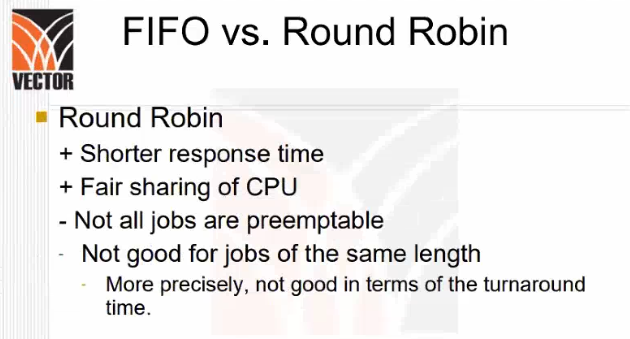 FIFO vs. Round Robin
VECTOR
Round Robin
+ Shorter response time
+ Fair sharing of CPU
- Not all jobs are preemptable
- Not good for jobs of the same length
- More precisely, not good in terms of the turnaround
time.